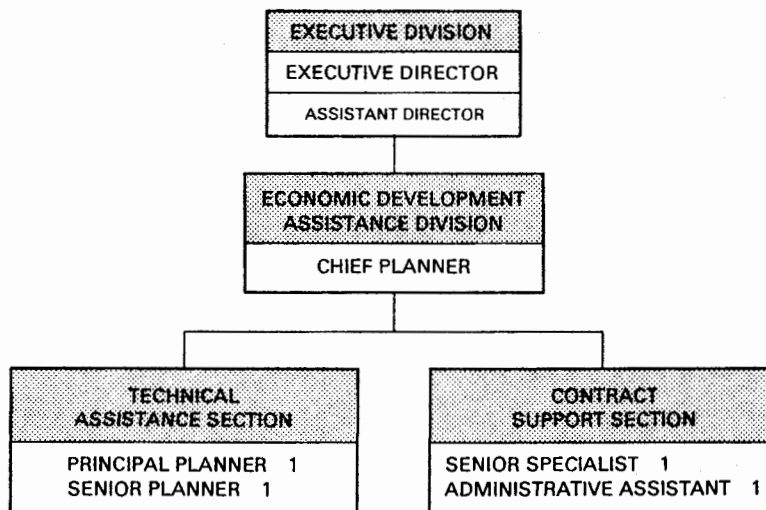 EXECUTIVE DIVISION
EXECUTIVE DIRECTOR
ASSISTANT DIRECTOR
ECONOMIC DEVELOPMENT
ASSISTANCE DIVISION
CHIEF PLANNER
TECHNICAL
ASSISTANCE SECTION
PRINCIPAL PLANNER 1
SENIOR PLANNER 1
CONTRACT
SUPPORT SECTION
SENIOR SPECIALIST 1
ADMINISTRATIVE ASSISTANT 1